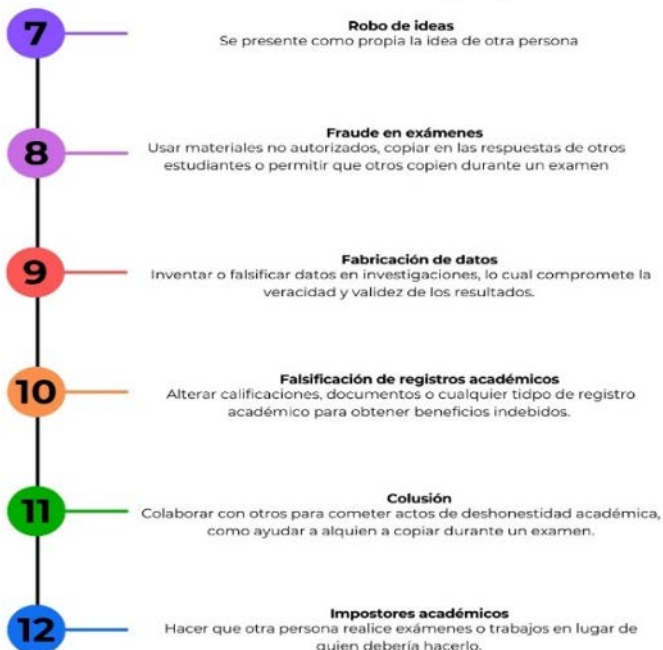 7
Robo de ideas
Se presente como propia la idea de otra persona
8
Fraude en exámenes
Usar materiales no autorizados, copiar en las respuestas de otros
estudiantes o permitir que otros copien durante un examen
9
Fabricación de datos
Inventar o falsificar datos en investigaciones, lo cual compromete la
veracidad y validez de los resultados.
10
Falsificación de registros académicos
Alterar calificaciones, documentos o cualquier tidpo de registro
académico para obtener beneficios indebidos.
11
Colusión
Colaborar con otros para cometer actos de deshonestidad académica,
como ayudar a alquien a copiar durante un examen.
12
Impostores académicos
Hacer que otra persona realice exámenes o trabajos en lugar de
quien debería hacerlo.